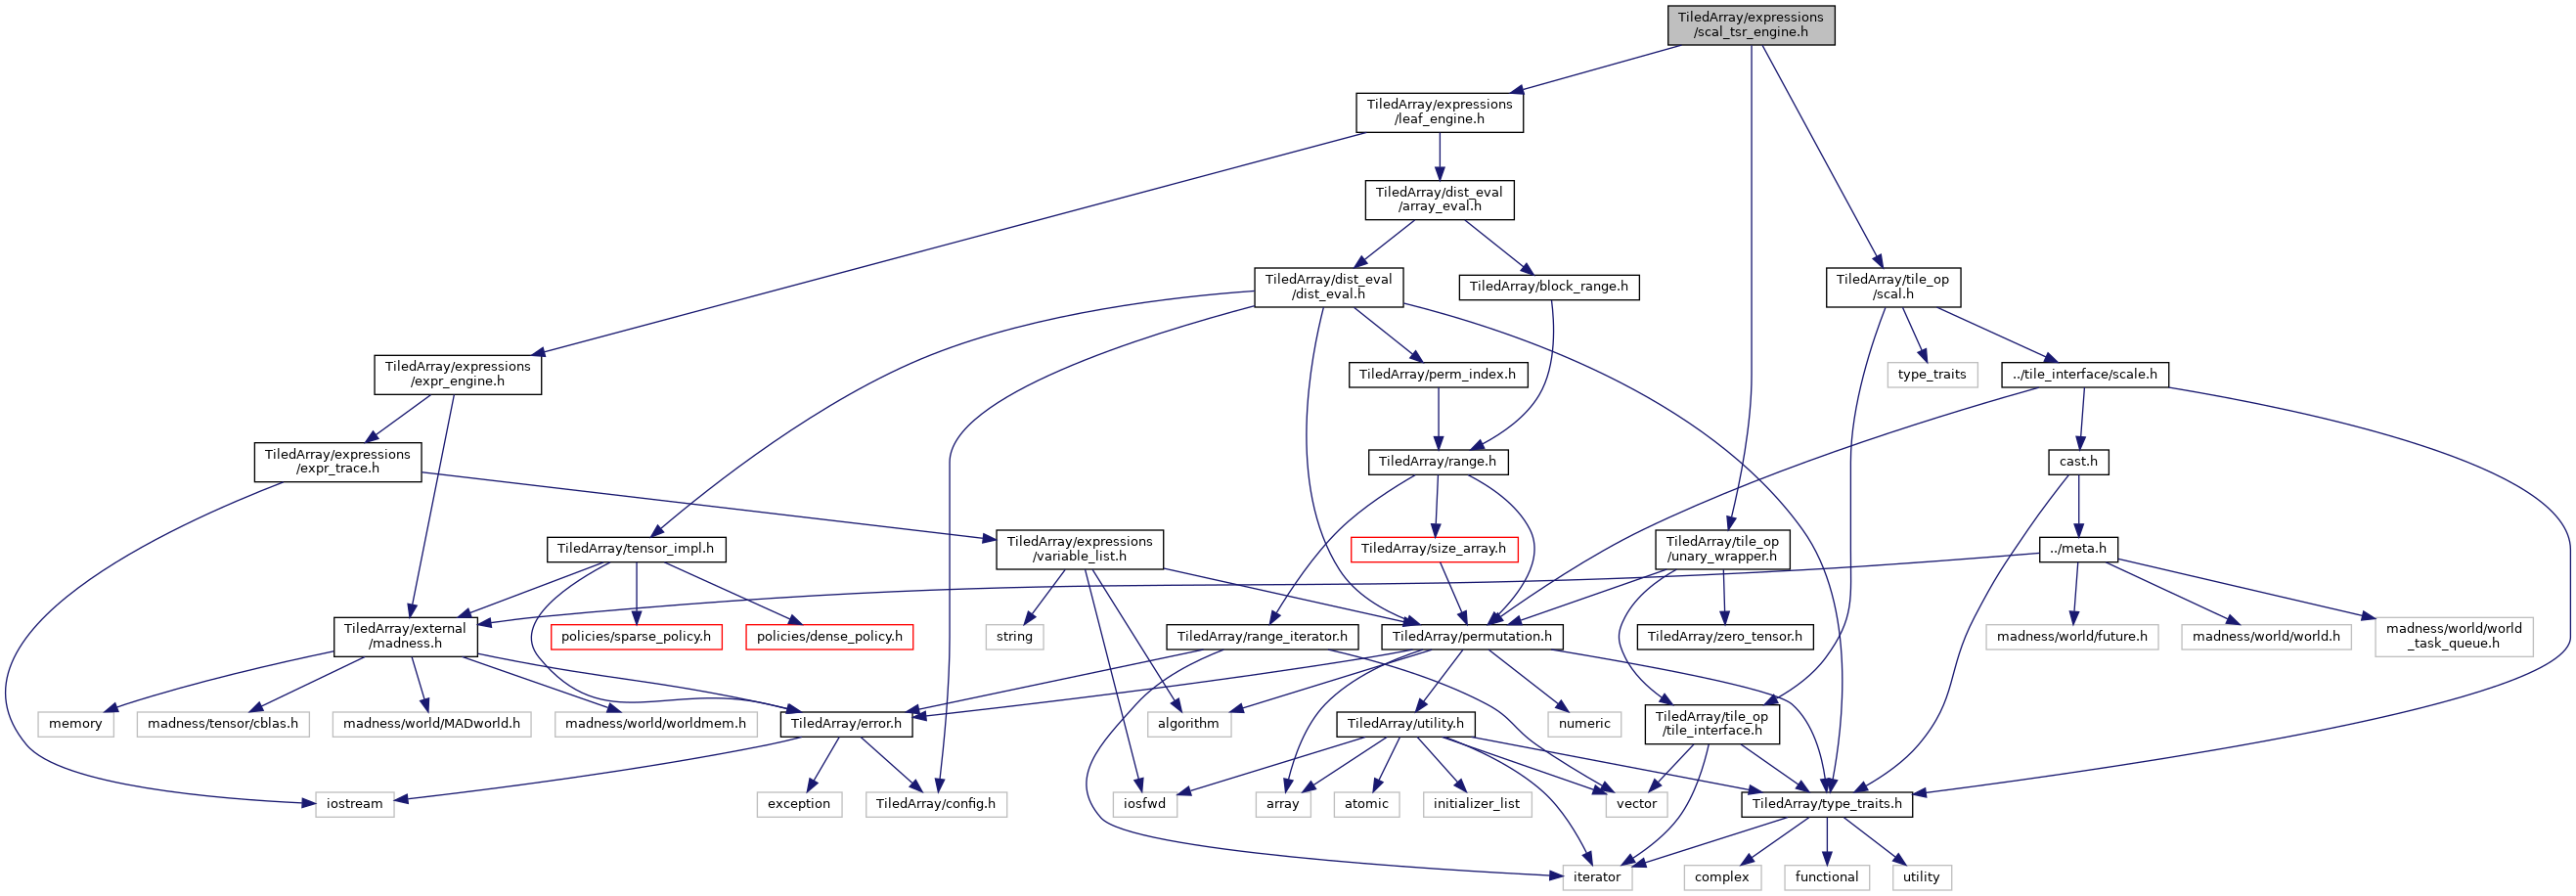 TiledArray/expressions
/scal_tsr_engine.h
TiledArray/expressions
/leaf_engine.h
TiledArray/dist_eval
/array_eval.h
TiledArray/dist_eval
/dist_eval.h
TiledArray/block_range.h
TiledArray/tile_op
/scal.h
TiledArray/expressions
/expr_engine.h
TiledArray/perm_index.h
type_traits
../tile_interface/scale.h
TiledArray/expressions
/expr_trace.h
TiledArray/range.h
cast.h
TiledArray/tensor_impl.h
TiledArray/expressions
/variable_list.h
TiledArray/size_array.h
TiledArray/tile_op
/unary_wrapper.h
../meta.h
TiledArray/external
/madness.h
policies/sparse_policy.h
policies/dense_policy.h
string
TiledArray/range_iterator.h
TiledArray/permutation.h
TiledArray/zero_tensor.h
madness/world/future.h
madness/world/world.h
madness/world/world
_task_queue.h
memory
madness/tensor/cblas.h
madness/world/MADworld.h
madness/world/worldmem.h
TiledArray/error.h
algorithm
TiledArray/utility.h
numeric
TiledArray/tile_op
/tile_interface.h
iostream
exception
TiledArray/config.h
iosfwd
array
atomic
initializer_list
vector
TiledArray/type_traits.h
iterator
complex
functional
utility